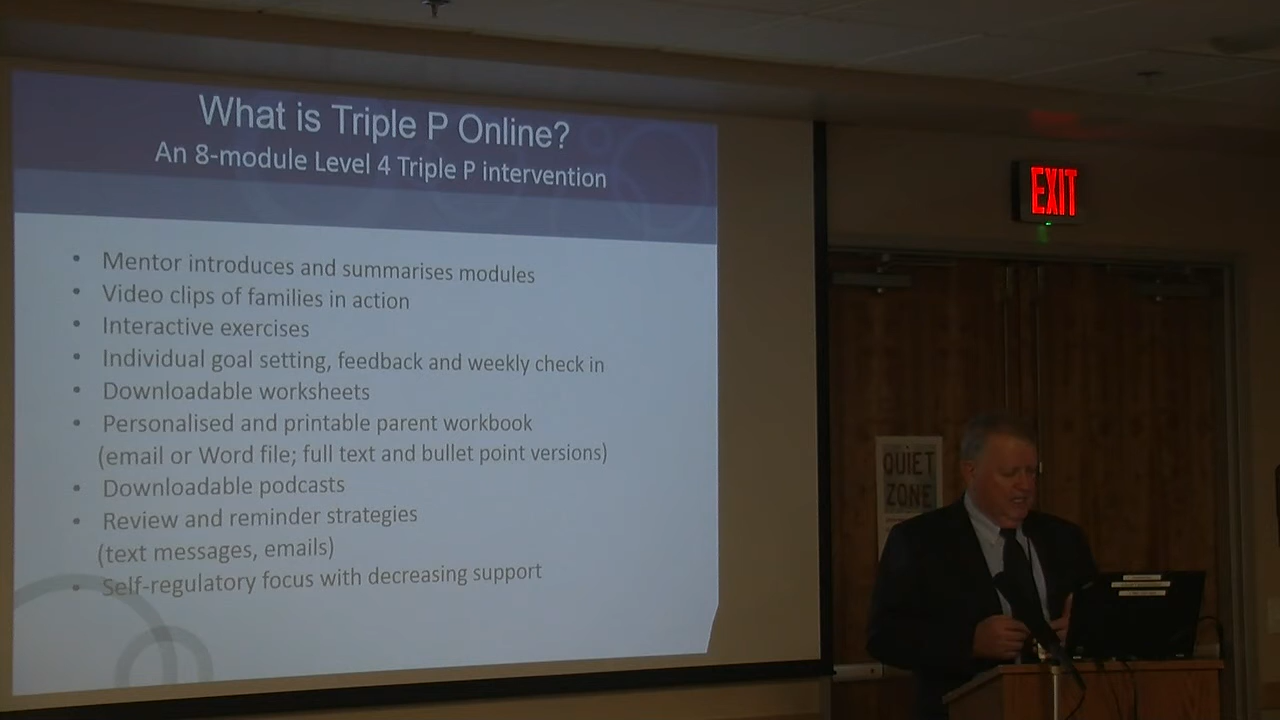 What is Triple P Online?
An 8-module Level 4 Triple P intervention
• Mentor introduces and summarises modules
• Video clips of families in action
• Interactive exercises
• Individual goal setting, feedback and weekly check in
• Downloadable worksheets
• Personalised and printable parent workbook
(email or Word file; full text and bullet point versions)
• Downloadable podcasts
• Review and reminder strategies
(text messages, emails)
• Self-regulatory focus with decreasing support
EXIT
QUIET
ZONE